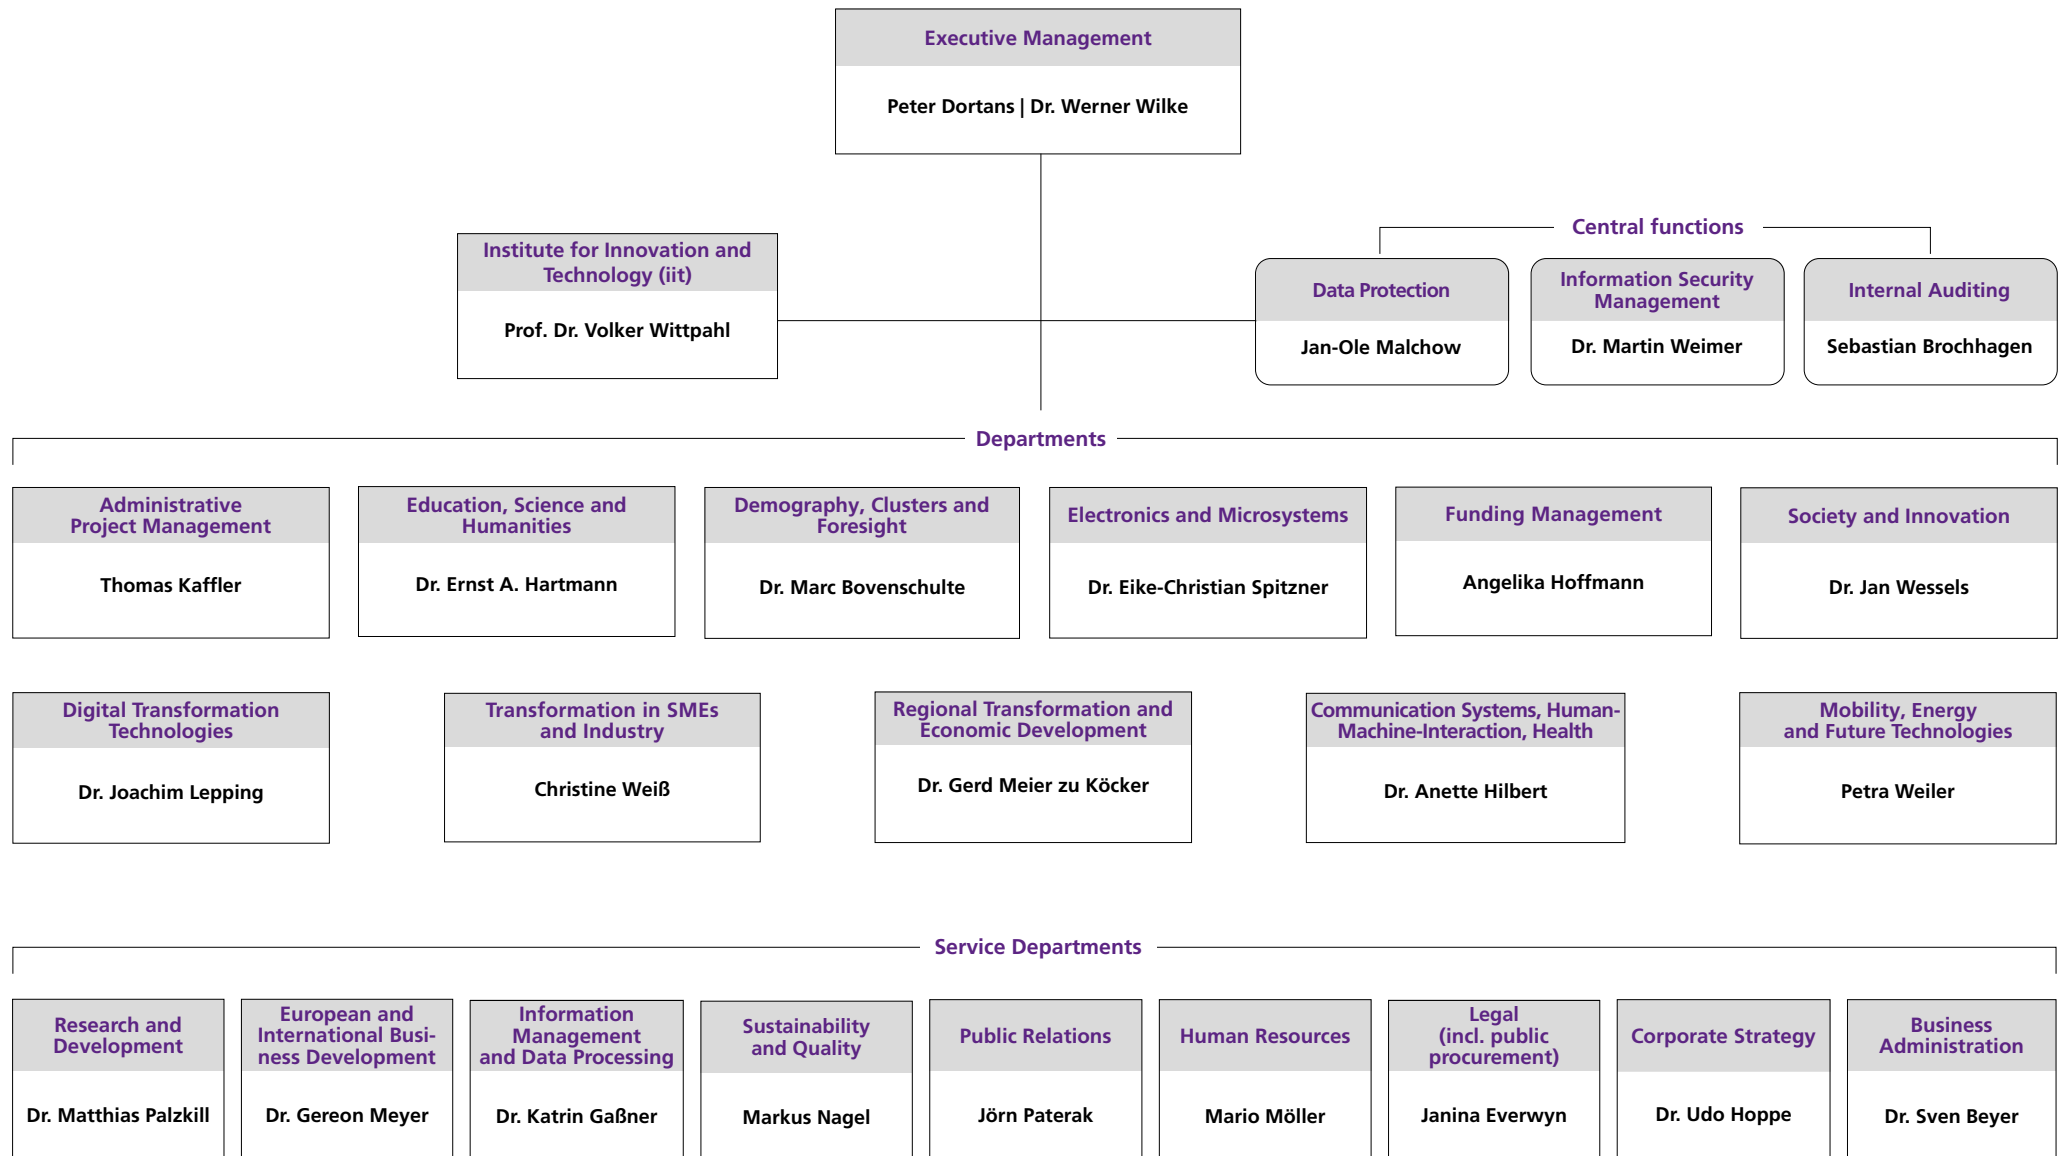 Executive Management
Peter Dortans | Dr. Werner Wilke
Central functions
Institute for Innovation and
Technology (iit)
Prof. Dr. Volker Wittpahl
Data Protection
Jan-Ole Malchow
Information Security
Management
Dr. Martin Weimer
Internal Auditing
Sebastian Brochhagen
Departments
Administrative
Project Management
Thomas Kaffler
Education, Science and
Humanities
Dr. Ernst A. Hartmann
Demography, Clusters and
Foresight
Dr. Marc Bovenschulte
Electronics and Microsystems
Dr. Eike-Christian Spitzner
Funding Management
Angelika Hoffmann
Society and Innovation
Dr. Jan Wessels
Digital Transformation
Technologies
Dr. Joachim Lepping
Transformation in SMEs
and Industry
Christine Weiß
Regional Transformation and
Economic Development
Dr. Gerd Meier zu Köcker
Communication Systems, Human-
Machine-Interaction, Health
Dr. Anette Hilbert
Mobility, Energy
and Future Technologies
Petra Weiler
Service Departments
Research and
Development
Dr. Matthias Palzkill
European and
International Busi-
ness Development
Dr. Gereon Meyer
Information
Management
and Data Processing
Dr. Katrin Gaßner
Sustainability
and Quality
Markus Nagel
Public Relations
Jörn Paterak
Human Resources
Mario Möller
Legal
(incl. public
procurement)
Janina Everwyn
Corporate Strategy
Dr. Udo Hoppe
Business
Administration
Dr. Sven Beyer